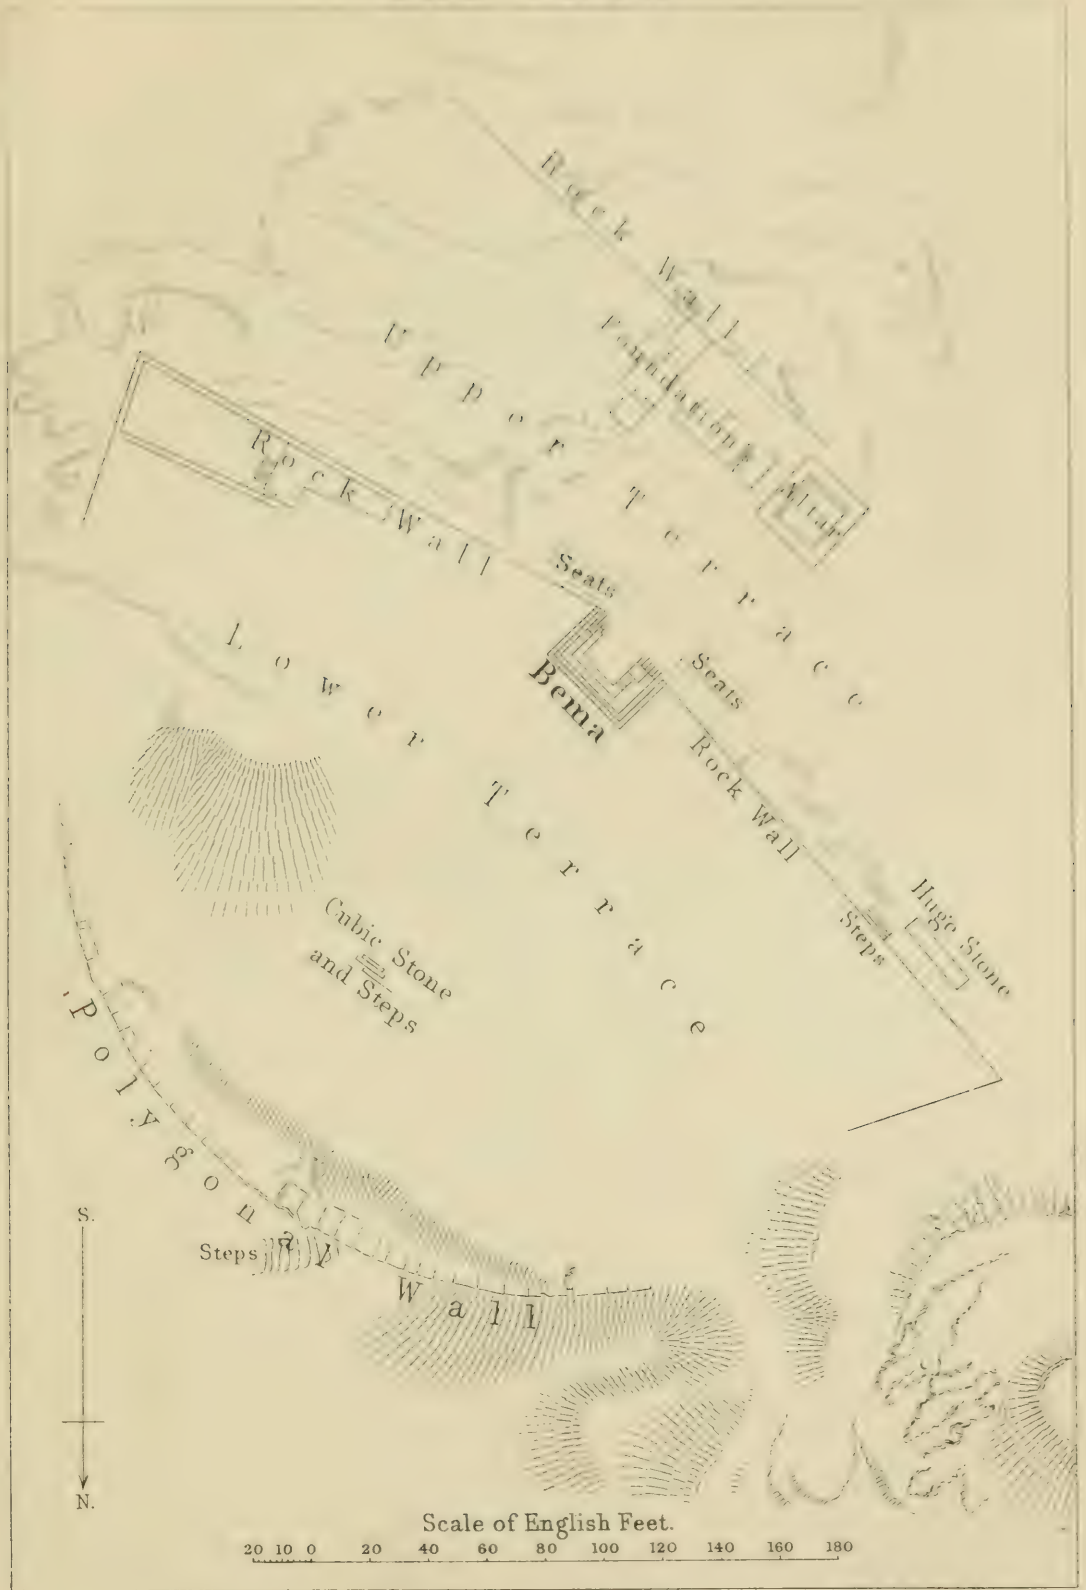 Rock Wall
Foundations
Altar
Upper Terrace
Rock Wall
Seats
Seats
Bema
Lower Terrace
Rock Wall
Huge Stone
Steps
Cubic Stone
and Steps
Polygonal Wall
Steps
S.
N.
Scale of English Feet.
20 10 0 20 40 60 80 100 120 140 160 180